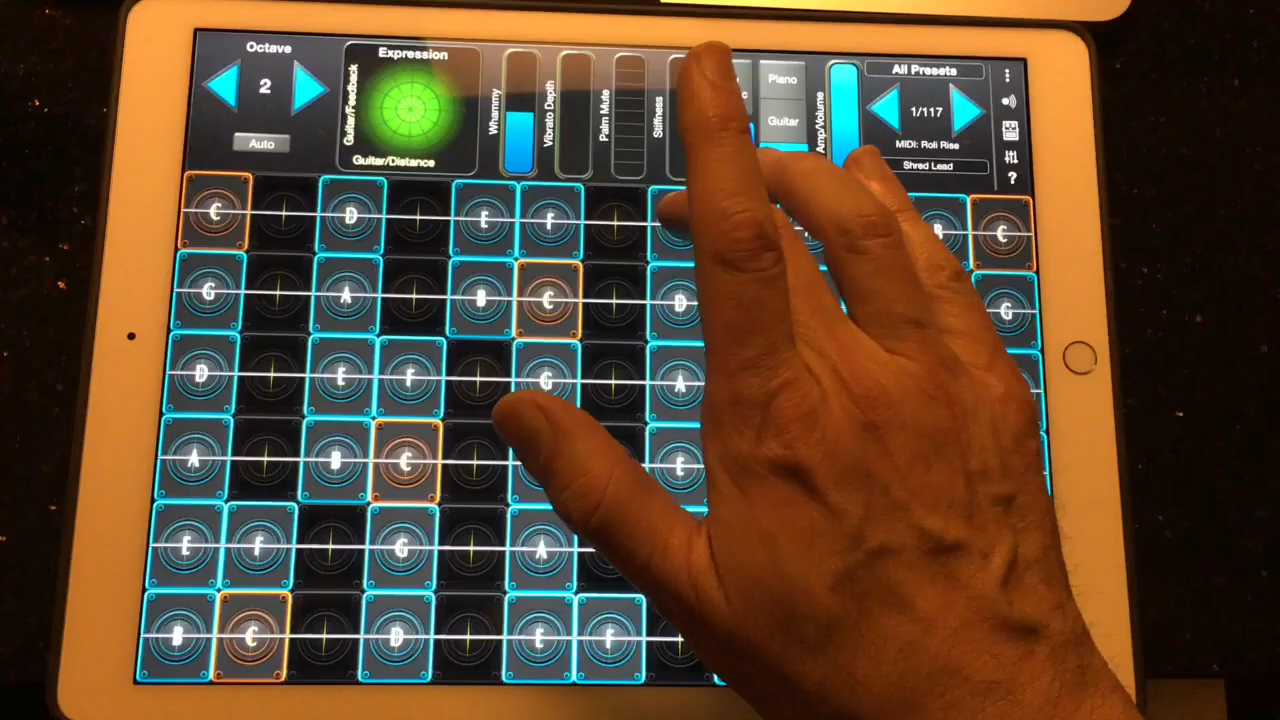 Octave
2
Auto
Expression
Guitar/Feedback
Guitar/Distance
Whammy
Vibrato Depth
Palm Mute
Stiffness
Piano
Guitar
Amp/Volume
All Presets
1/117
MIDI: Roli Rise
Shred Lead
?
C D E F B C
G A B C D G
D E F G A
A B C E
E F G A
B C D E F